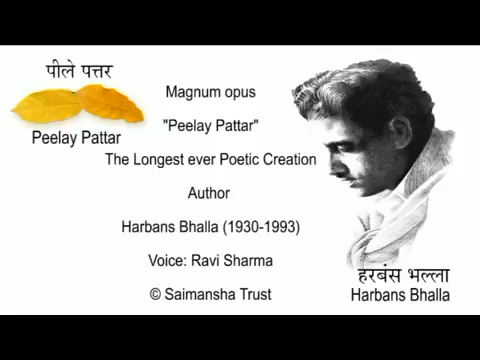 पीले पत्तर
Peelay Pattar
Magnum opus
"Peelay Pattar"
The Longest ever Poetic Creation
Author
Harbans Bhalla (1930-1993)
Voice: Ravi Sharma
© Saimansha Trust
हरबंस भल्ला
Harbans Bhalla